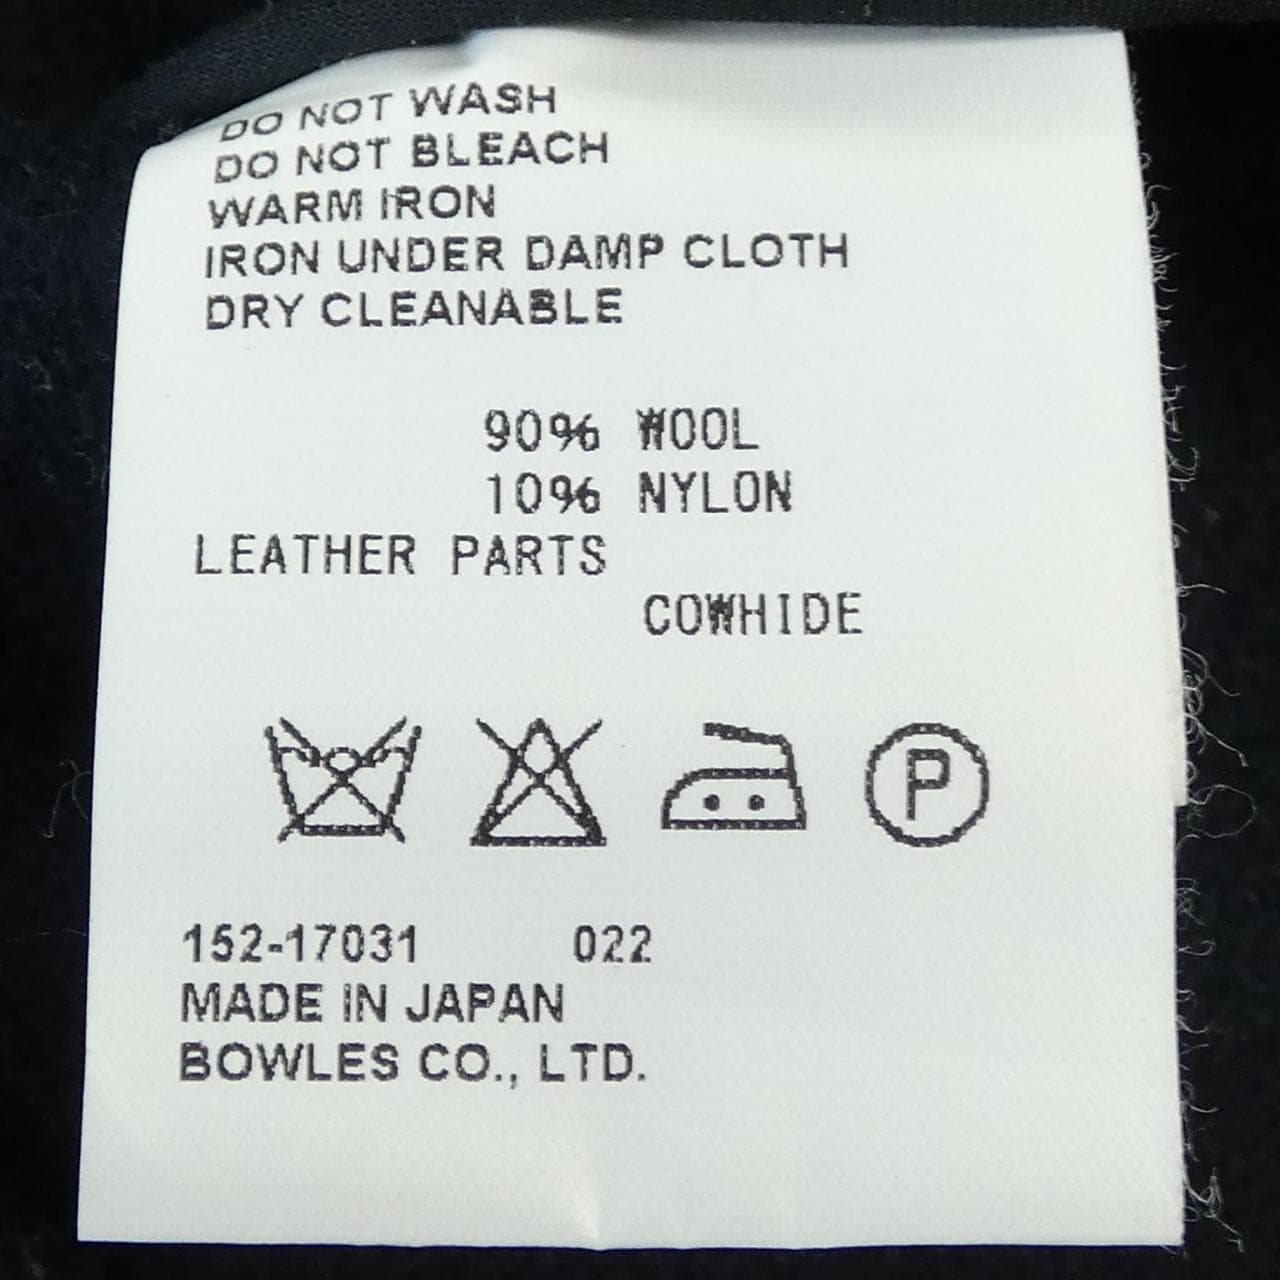 DO NOT WASH
DO NOT BLEACH
WARM IRON
IRON UNDER DAMP CLOTH
DRY CLEANABLE
90% WOOL
10% NYLON
LEATHER PARTS
COWHIDE
P
152-17031 022
MADE IN JAPAN
BOWLES CO., LTD.